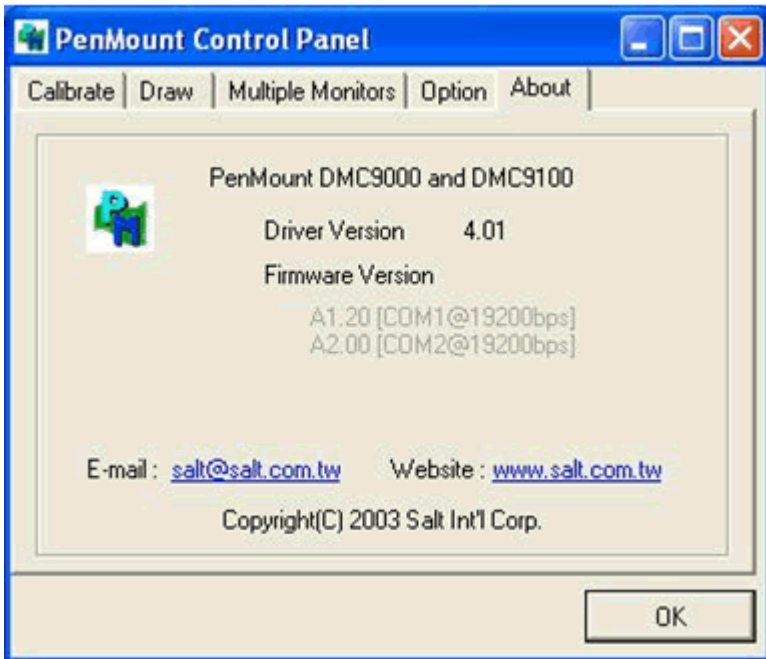 PenMount Control Panel
Calibrate Draw Multiple Monitors Option About
PM
PenMount DMC9000 and DMC9100
Driver Version 4.01
Firmware Version
A1.20 [COM1@19200bps]
A2.00 [COM2@19200bps]
E-mail : salt@salt.com.tw Website : www.salt.com.tw
Copyright(C) 2003 Salt Int'l Corp.
OK